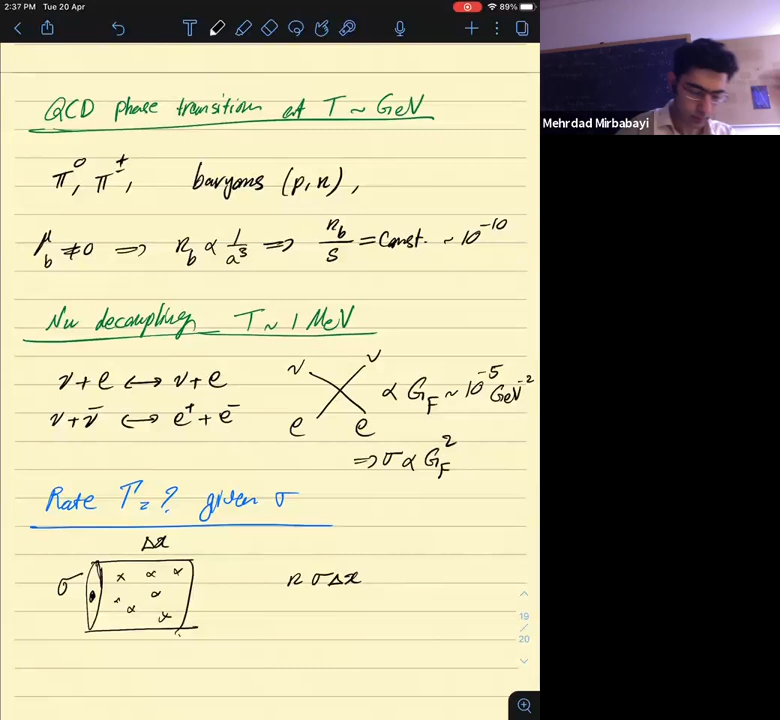 2:37 PM Tue 20 Apr 89%
Mehrdad Mirbabayi
QCD phase transition at T ~ GeV
π⁰, π^±, baryons (p, n),
μ_b ≠ 0 ⟹ n_b ∝ 1/a³ ⟹ n_b/s = Const. ~ 10^-10
Nu decoupling T ~ 1 MeV
ν + e ⟷ ν + e
ν + ν̄ ⟷ e⁺ + e⁻
ν ν
e e
∝ G_F ~ 10^-5 GeV^-2
⟹ σ ∝ G_F²
Rate Γ = ? given σ
Δx
σ
n σ Δx
19
/
20